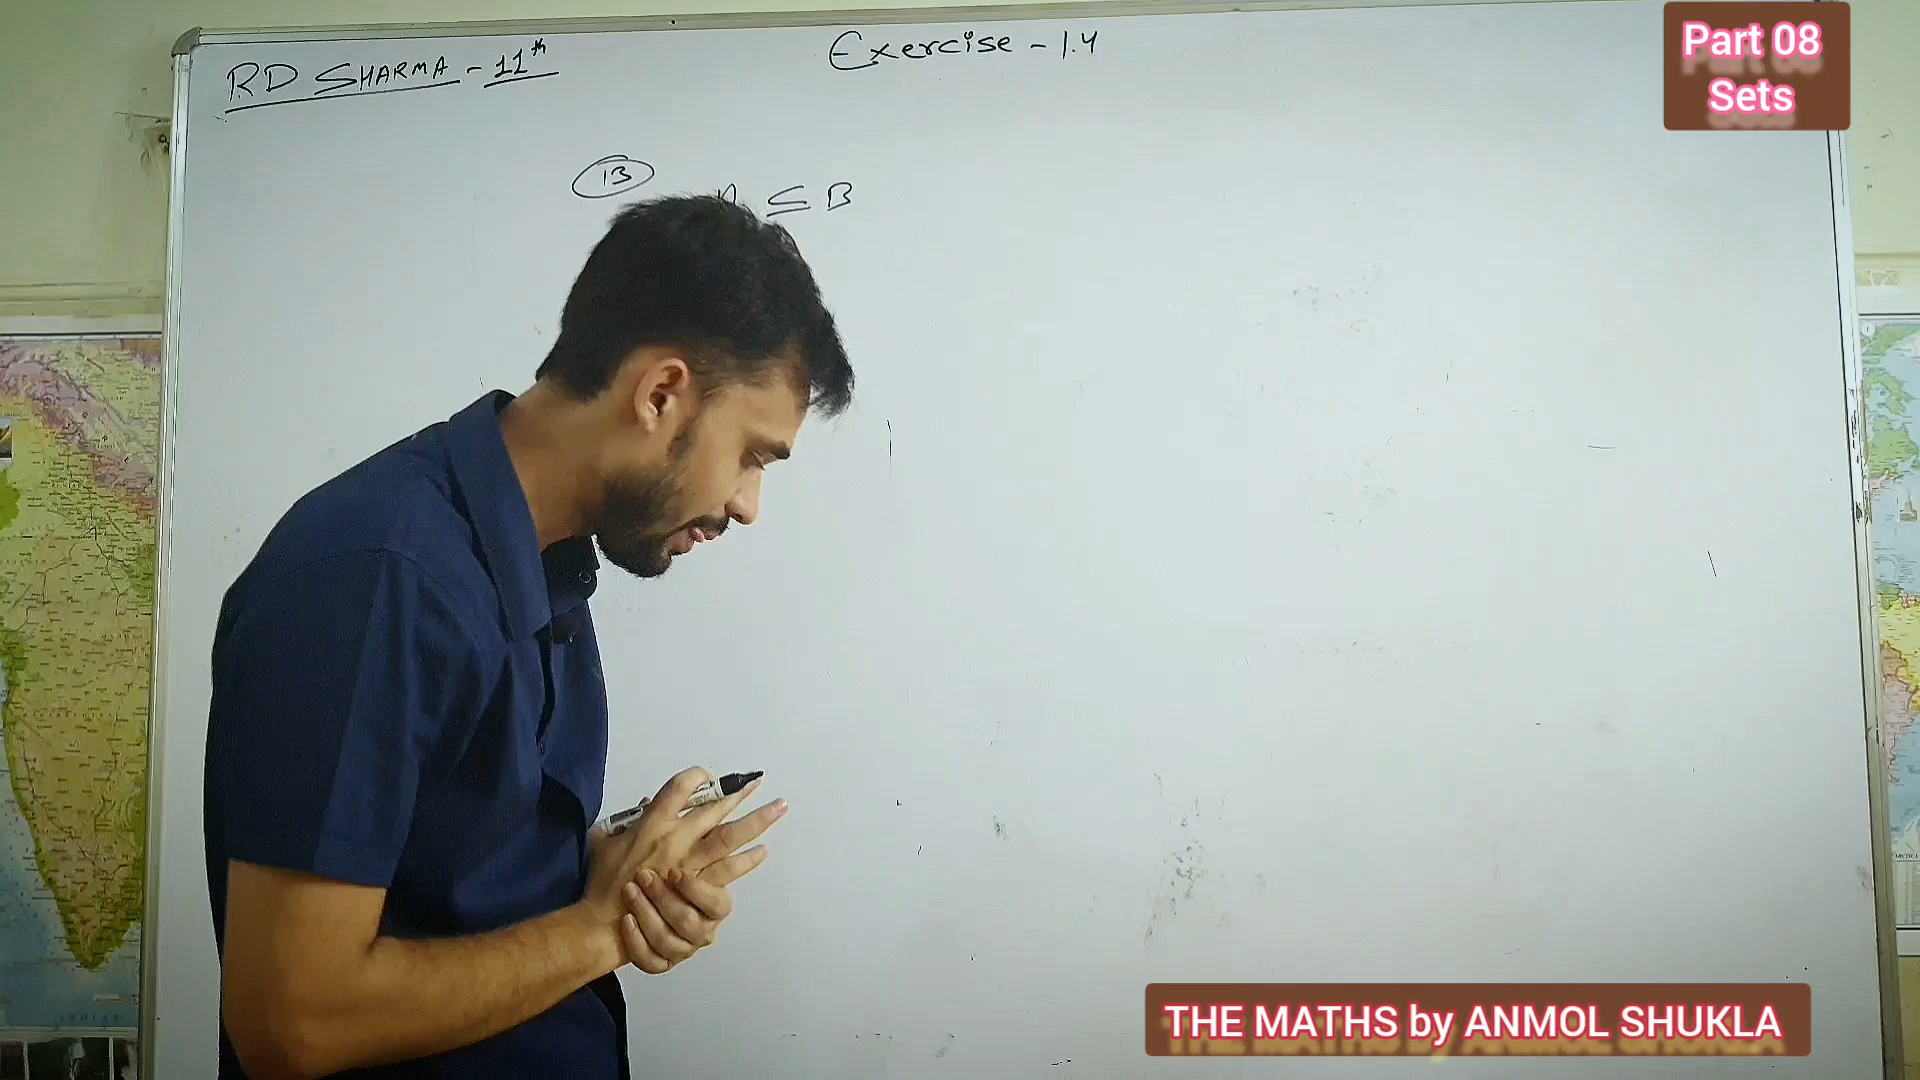 RD SHARMA - 11th
Exercise - 1.4
Part 08
Sets
13
A ⊆ B
THE MATHS by ANMOL SHUKLA